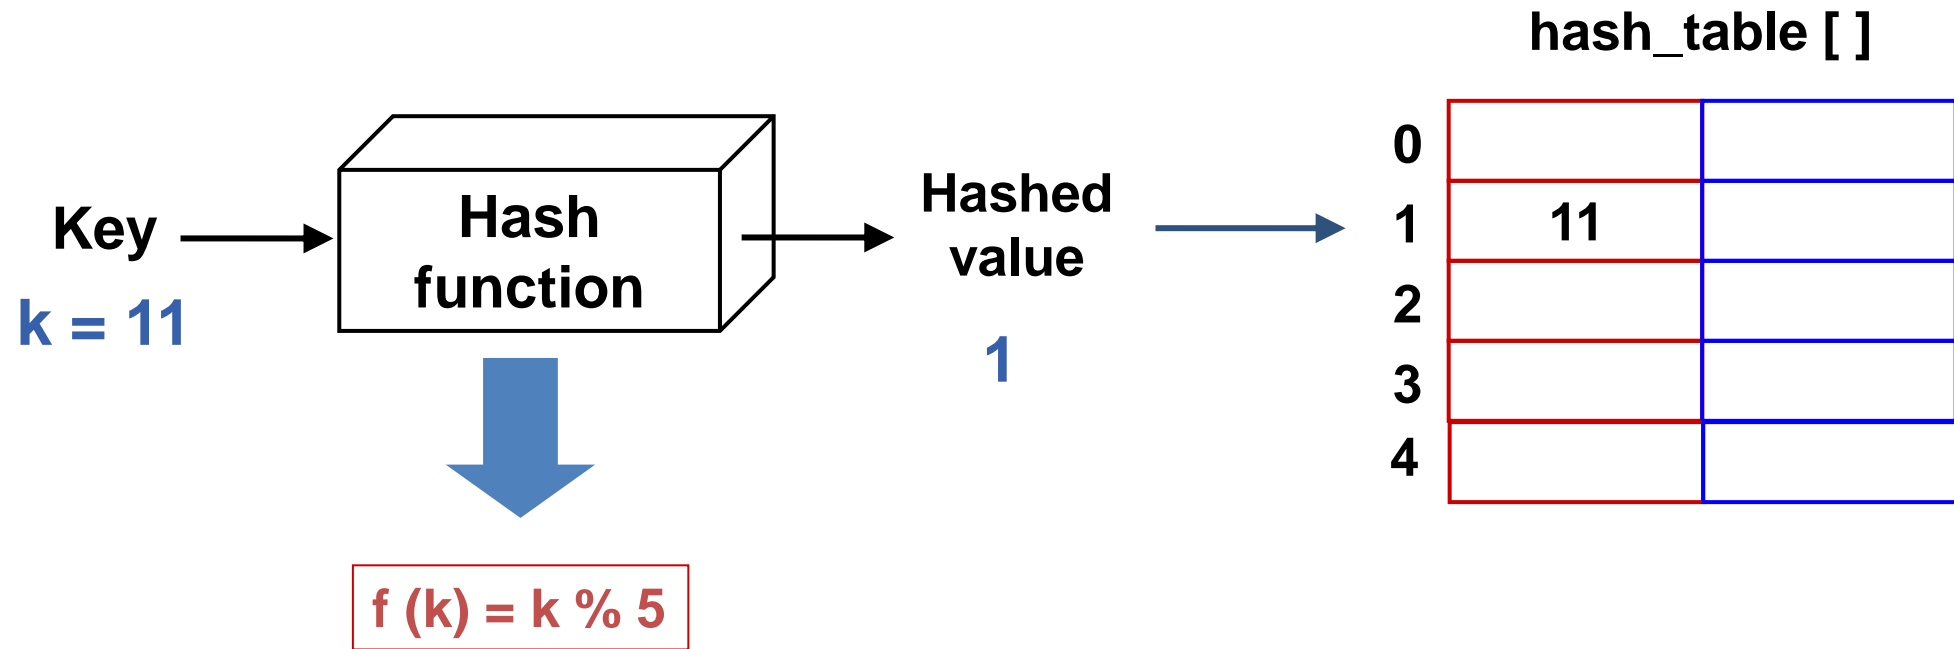 hash_table [ ]
Key
k = 11
Hash
function
f (k) = k % 5
Hashed
value
1
0
1 11
2
3
4